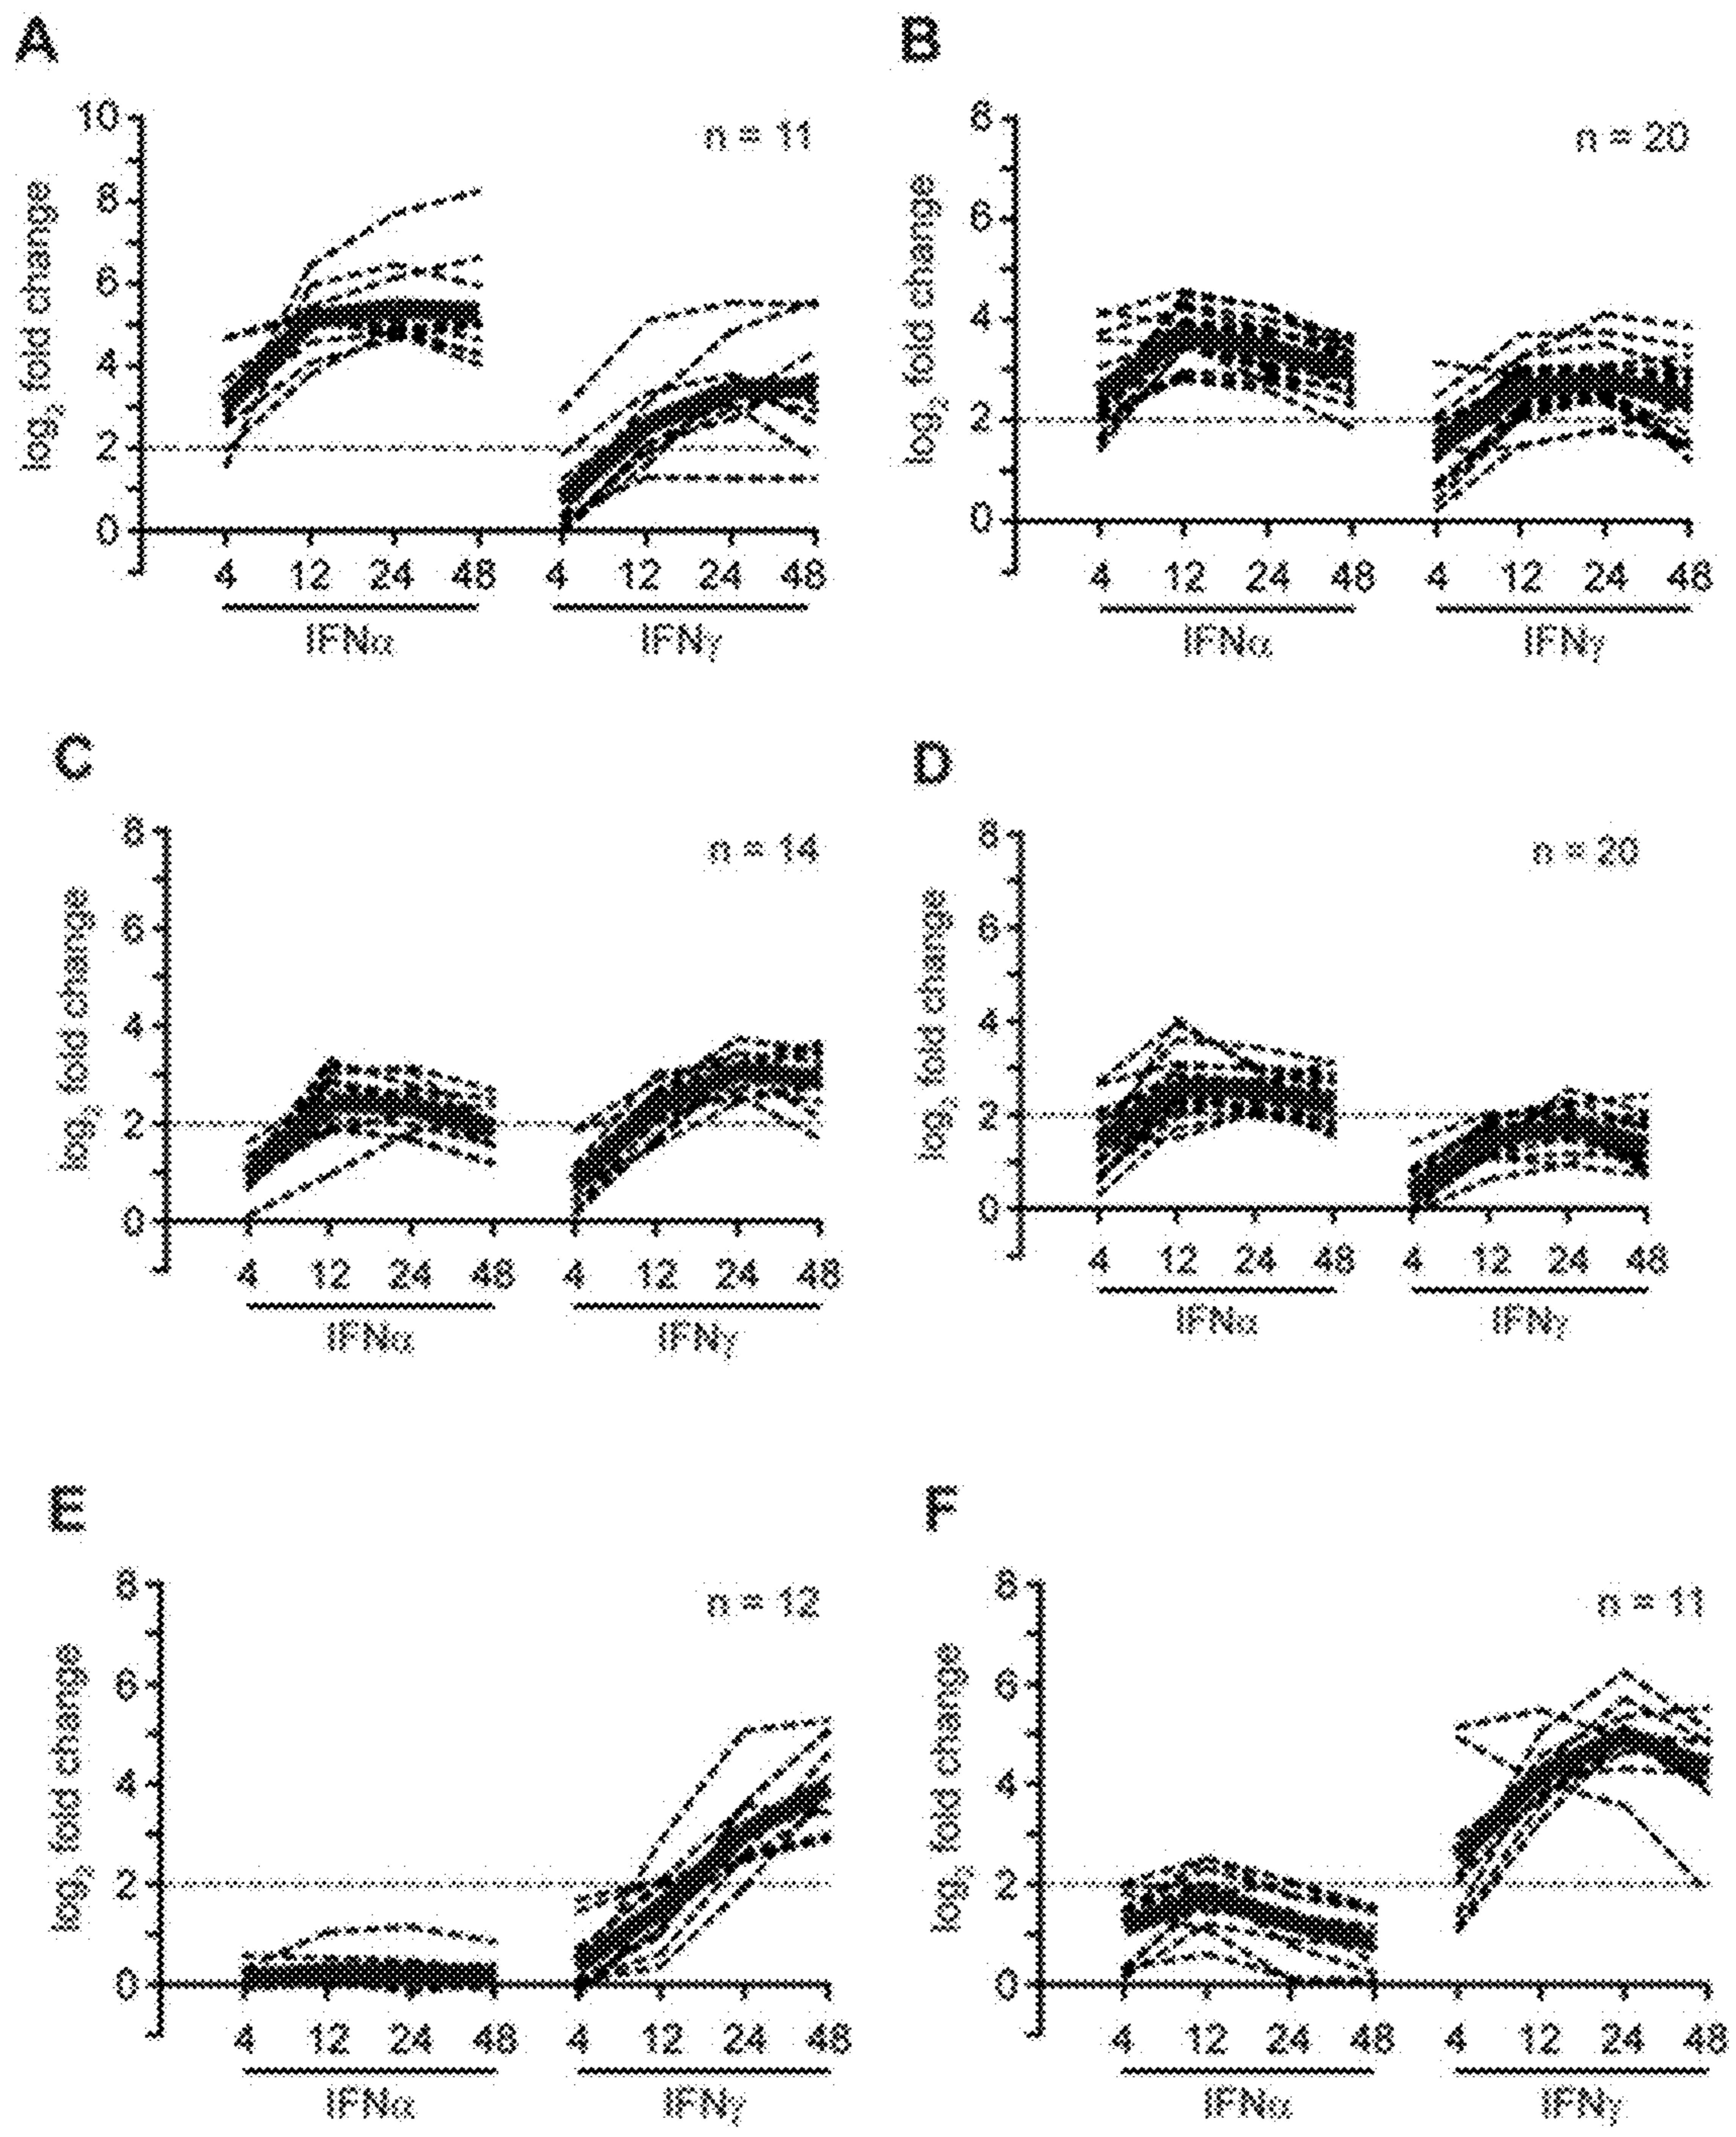 A
B
10
8
6
4
2
0
log₂ fold change
n = 11
4 12 24 48 4 12 24 48
IFNα IFNγ
8
6
4
2
0
log₂ fold change
n = 20
4 12 24 48 4 12 24 48
IFNα IFNγ
C
D
8
6
4
2
0
log₂ fold change
n = 14
4 12 24 48 4 12 24 48
IFNα IFNγ
8
6
4
2
0
log₂ fold change
n = 20
4 12 24 48 4 12 24 48
IFNα IFNγ
E
F
8
6
4
2
0
log₂ fold change
n = 12
4 12 24 48 4 12 24 48
IFNα IFNγ
8
6
4
2
0
log₂ fold change
n = 11
4 12 24 48 4 12 24 48
IFNα IFNγ